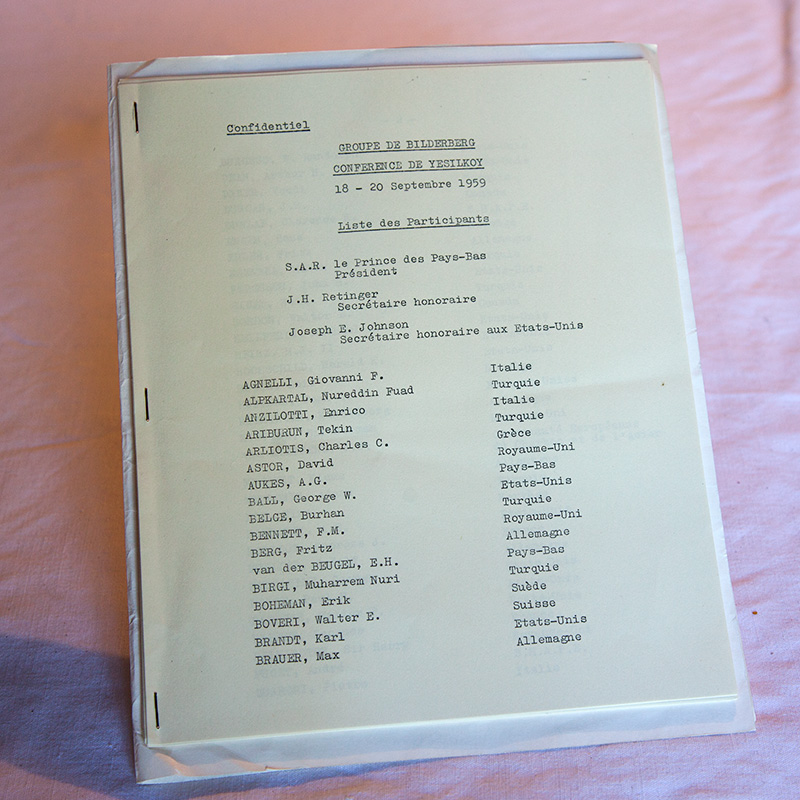 Confidentiel
GROUPE DE BILDERBERG
CONFERENCE DE YESILKOY
18 - 20 Septembre 1959
Liste des Participants
S.A.R. le Prince des Pays-Bas
Président
J.H. Retinger
Secrétaire honoraire
Joseph E. Johnson
Secrétaire honoraire aux Etats-Unis
AGNELLI, Giovanni F. Italie
ALPKARTAL, Nureddin Fuad Turquie
ANZILOTTI, Enrico Italie
ARIBURUN, Tekin Turquie
ARLIOTIS, Charles C. Grèce
ASTOR, David Royaume-Uni
AUKES, A.G. Pays-Bas
BALL, George W. Etats-Unis
BELGE, Burhan Turquie
BENNETT, F.M. Royaume-Uni
BERG, Fritz Allemagne
van der BEUGEL, E.H. Pays-Bas
BIRGI, Muharrem Nuri Turquie
BOHEMAN, Erik Suède
BOVERI, Walter E. Suisse
BRANDT, Karl Etats-Unis
BRAUER, Max Allemagne